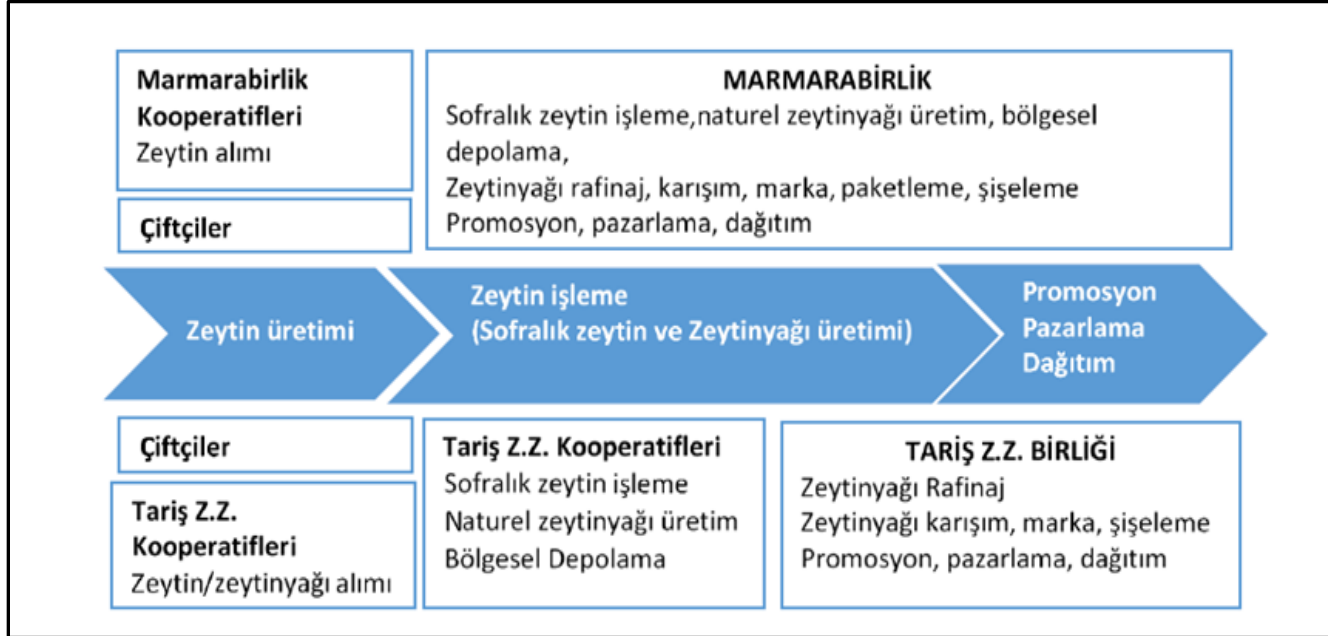 Marmarabirlik
Kooperatifleri
Zeytin alımı
Çiftçiler
MARMARABİRLİK
Sofralık zeytin işleme,naturel zeytinyağı üretim, bölgesel
depolama,
Zeytinyağı rafinaj, karışım, marka, paketleme, şişeleme
Promosyon, pazarlama, dağıtım
Zeytin üretimi
Zeytin işleme
(Sofralık zeytin ve Zeytinyağı üretimi)
Promosyon
Pazarlama
Dağıtım
Çiftçiler
Tariş Z.Z.
Kooperatifleri
Zeytin/zeytinyağı alımı
Tariş Z.Z. Kooperatifleri
Sofralık zeytin işleme
Naturel zeytinyağı üretim
Bölgesel Depolama
TARİŞ Z.Z. BİRLİĞİ
Zeytinyağı Rafinaj
Zeytinyağı karışım, marka, şişeleme
Promosyon, pazarlama, dağıtım